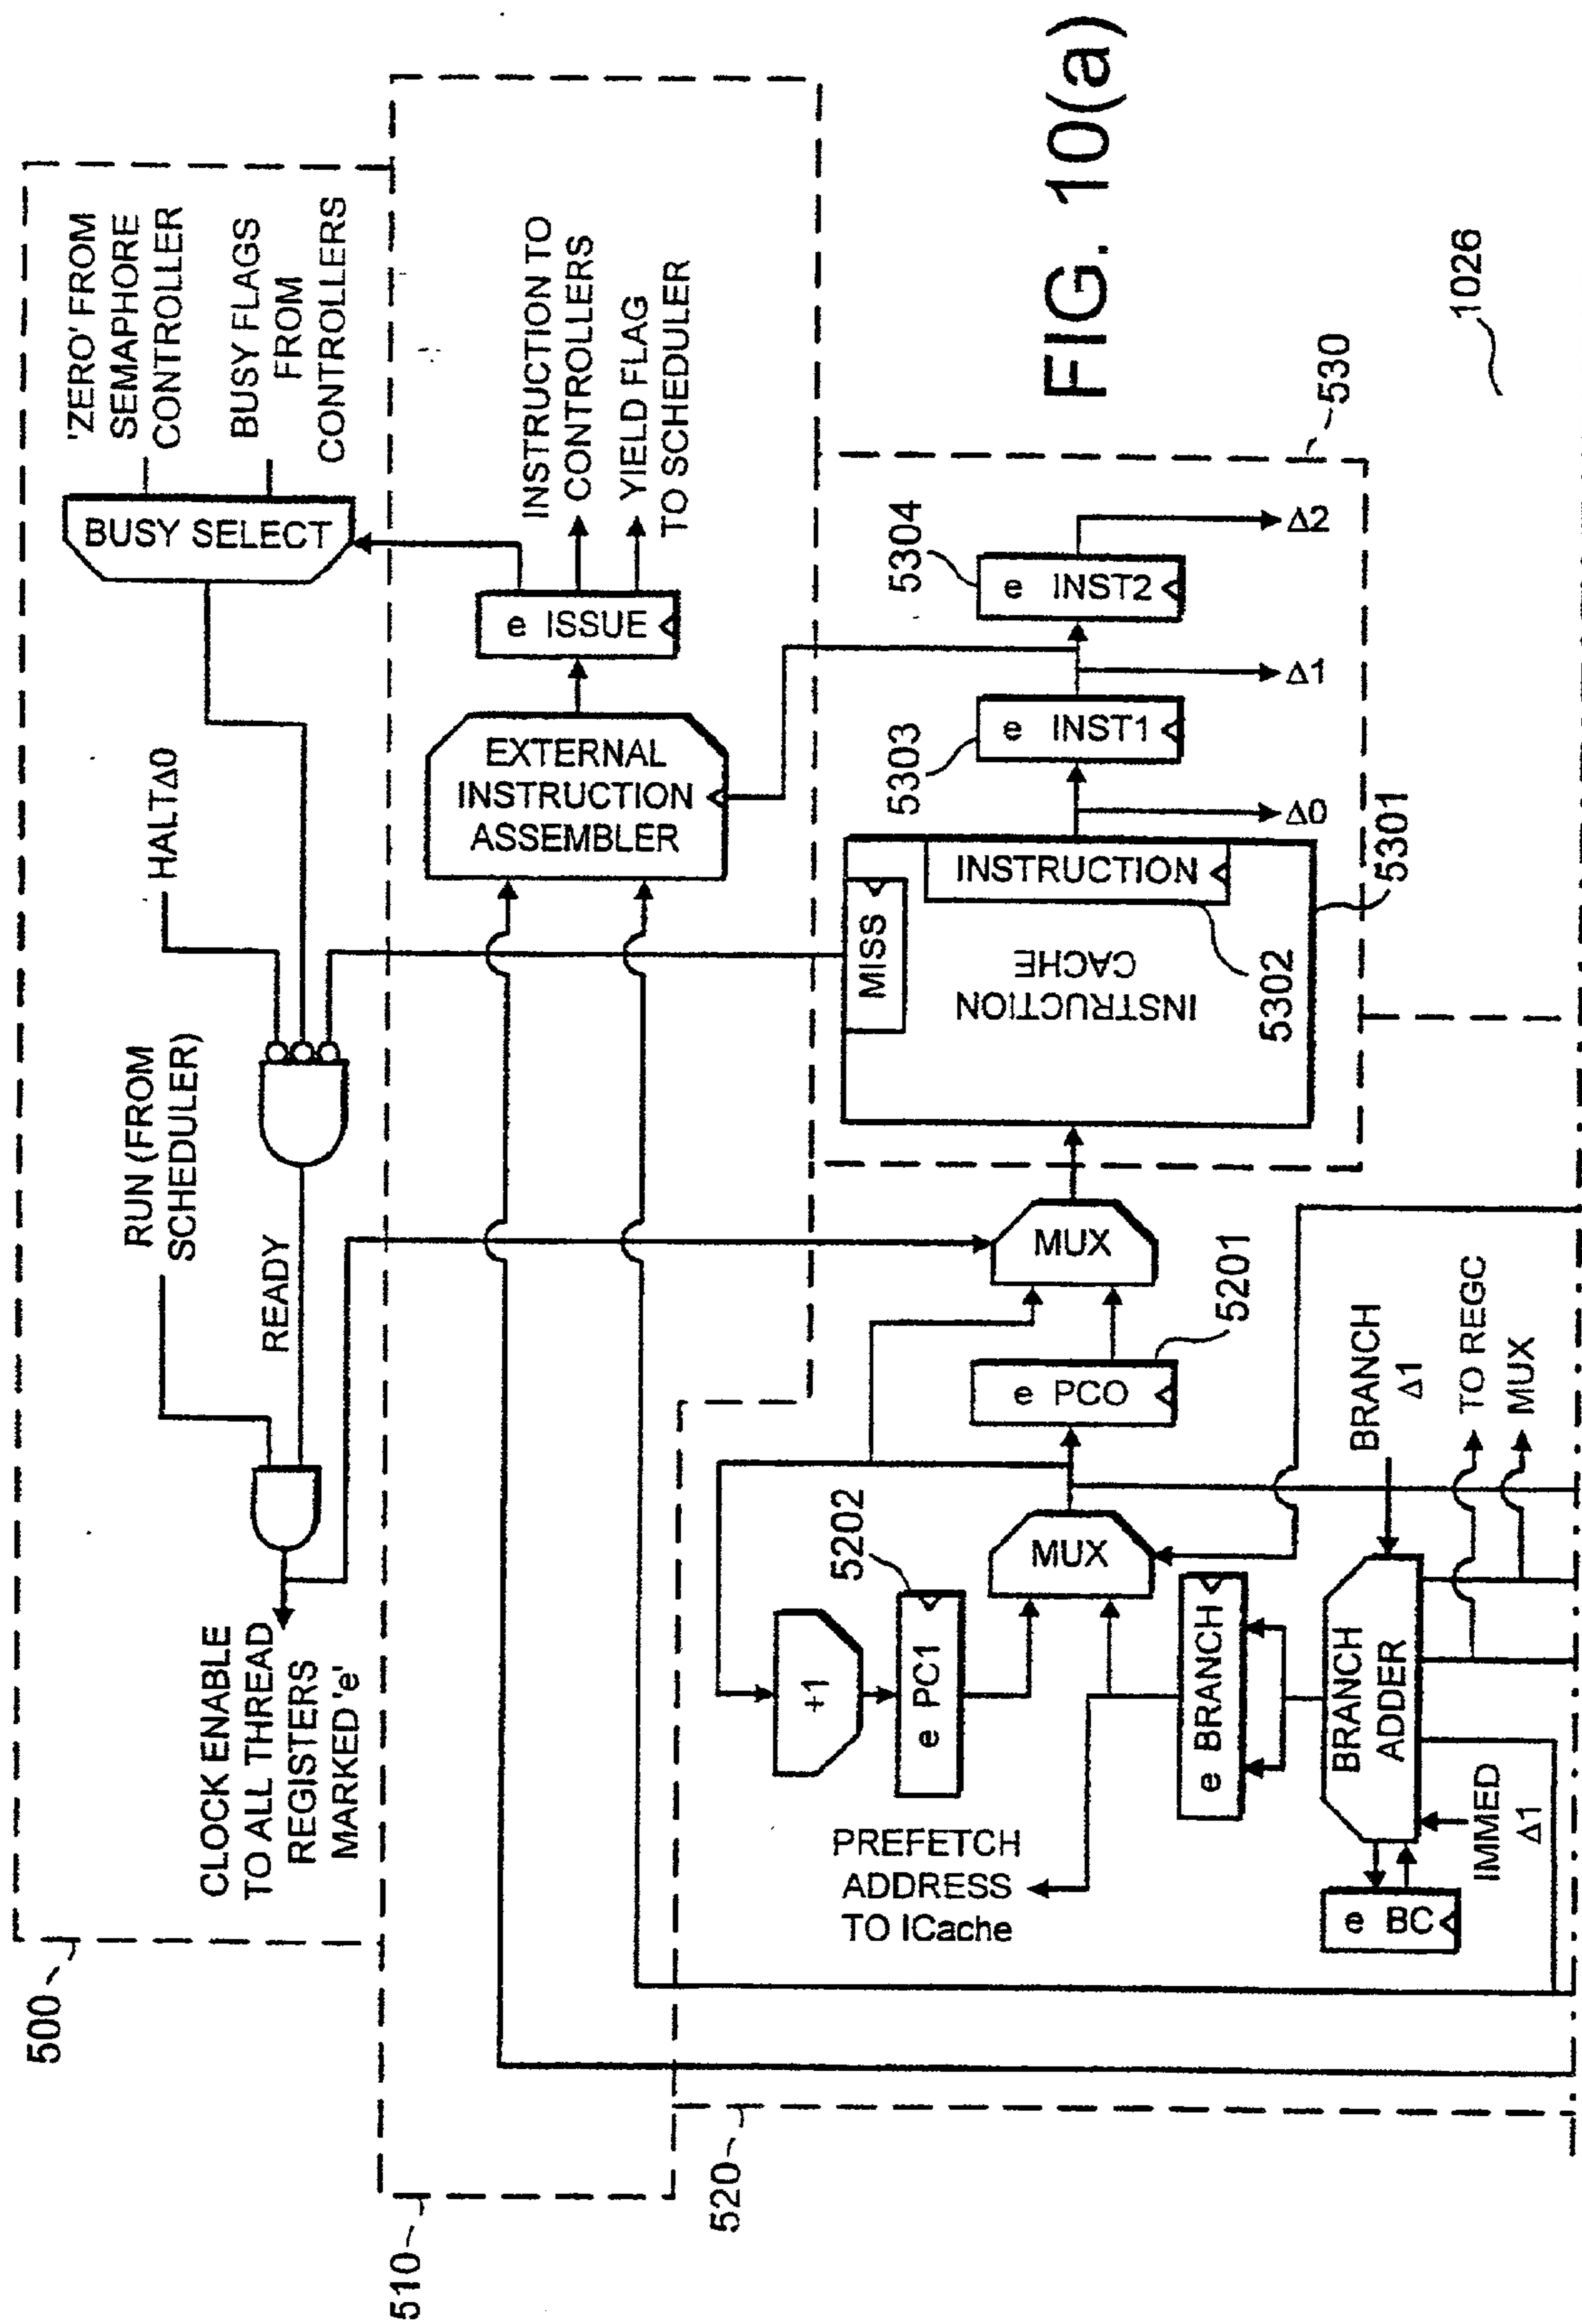 500
CLOCK ENABLE
TO ALL THREAD
REGISTERS
MARKED 'e'
RUN (FROM
SCHEDULER)
READY
HALTΔ0
BUSY SELECT
'ZERO' FROM
SEMAPHORE
CONTROLLER
BUSY FLAGS
FROM
CONTROLLERS
510
EXTERNAL
INSTRUCTION
ASSEMBLER
e ISSUE
INSTRUCTION TO
CONTROLLERS
YIELD FLAG
TO SCHEDULER
520
+1
e PC1
5202
MUX
e PCO
5201
MUX
PREFETCH
ADDRESS
TO ICache
e BRANCH
BRANCH
ADDER
e BC
IMMED
Δ1
BRANCH
Δ1
TO REGC
MUX
MISS
INSTRUCTION
CACHE
INSTRUCTION
5302
5301
5303
e INST1
5304
e INST2
Δ0
Δ1
Δ2
530
1026
FIG. 10(a)